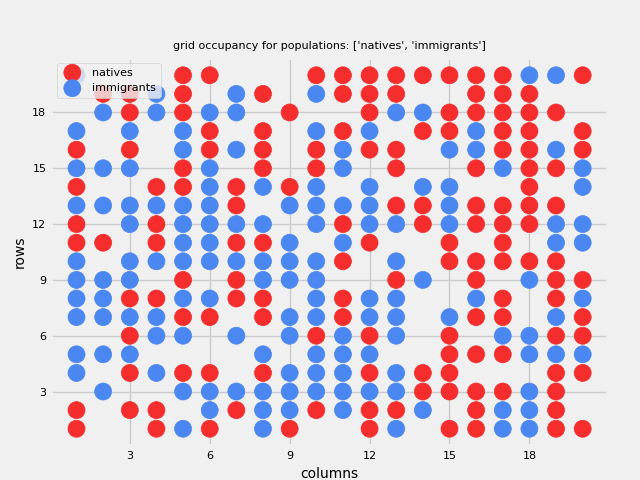 grid occupancy for populations: ['natives', 'immigrants']
natives
immigrants
18
15
12
9
6
3
rows
3
6
9
12
15
18
columns